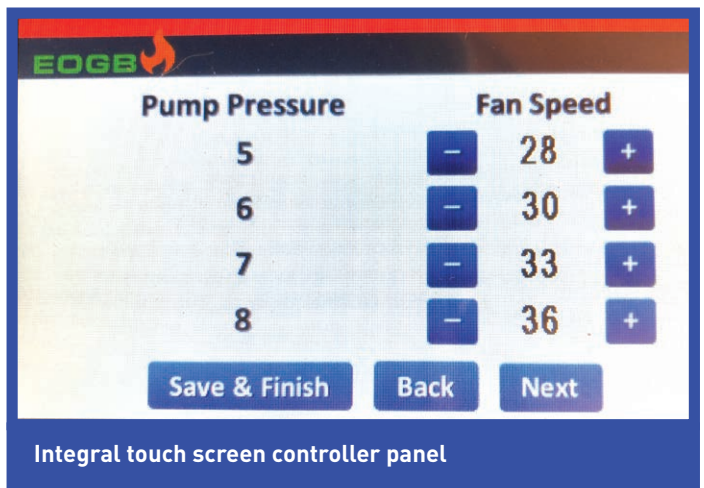 EOGB
Pump Pressure Fan Speed
5 − 28 +
6 − 30 +
7 − 33 +
8 − 36 +
Save & Finish Back Next
Integral touch screen controller panel